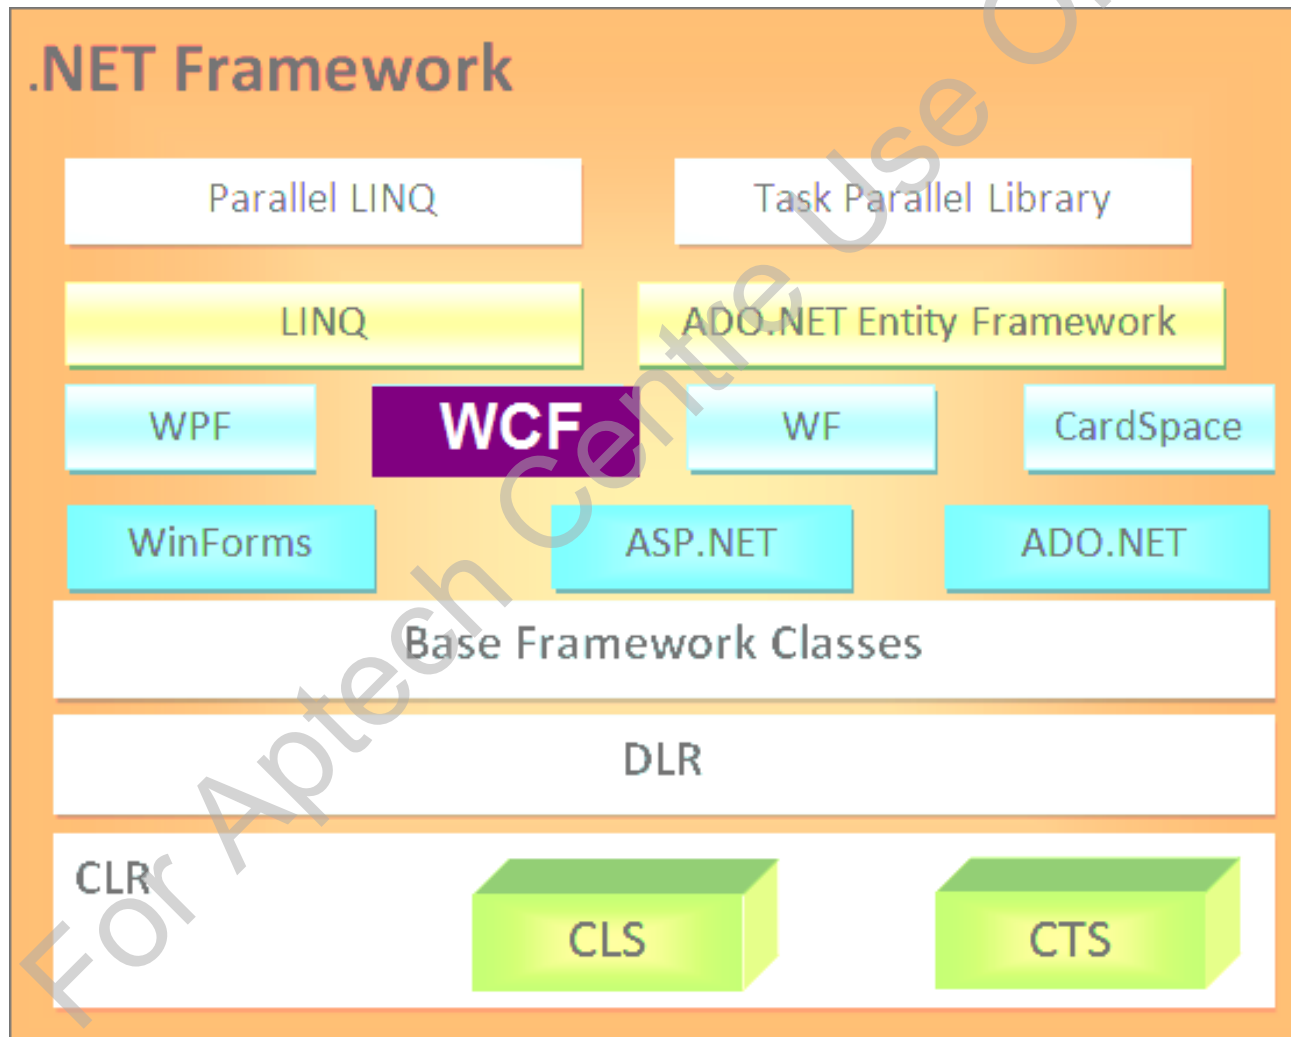 .NET Framework
Parallel LINQ
Task Parallel Library
LINQ
ADO.NET Entity Framework
WPF
WCF
WF
CardSpace
WinForms
ASP.NET
ADO.NET
Base Framework Classes
DLR
CLR
CLS
CTS
For Aptech Centre Use